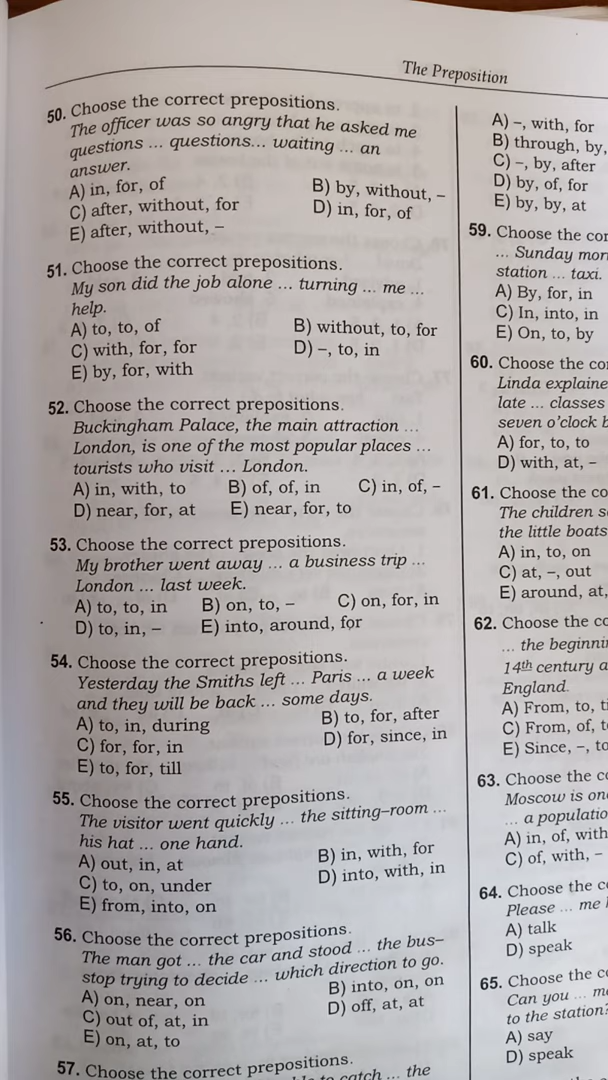 The Preposition
50. Choose the correct prepositions.
The officer was so angry that he asked me
questions ... questions... waiting ... an
answer.
A) in, for, of
B) by, without, –
C) after, without, for
D) in, for, of
E) after, without, –
51. Choose the correct prepositions.
My son did the job alone ... turning ... me ...
help.
A) to, to, of
B) without, to, for
C) with, for, for
D) –, to, in
E) by, for, with
52. Choose the correct prepositions.
Buckingham Palace, the main attraction ...
London, is one of the most popular places ...
tourists who visit ... London.
A) in, with, to B) of, of, in C) in, of, –
D) near, for, at E) near, for, to
53. Choose the correct prepositions.
My brother went away ... a business trip ...
London ... last week.
A) to, to, in B) on, to, – C) on, for, in
D) to, in, – E) into, around, for
54. Choose the correct prepositions.
Yesterday the Smiths left ... Paris ... a week
and they will be back ... some days.
A) to, in, during
B) to, for, after
C) for, for, in
D) for, since, in
E) to, for, till
55. Choose the correct prepositions.
The visitor went quickly ... the sitting–room ...
his hat ... one hand.
A) out, in, at
B) in, with, for
C) to, on, under
D) into, with, in
E) from, into, on
56. Choose the correct prepositions.
The man got ... the car and stood ... the bus–
stop trying to decide ... which direction to go.
A) on, near, on
B) into, on, on
C) out of, at, in
D) off, at, at
E) on, at, to
57. Choose the correct prepositions.
catch ... the
A) –, with, for
B) through, by,
C) –, by, after
D) by, of, for
E) by, by, at
59. Choose the cor
... Sunday mor
station ... taxi.
A) By, for, in
C) In, into, in
E) On, to, by
60. Choose the co
Linda explaine
late ... classes
seven o'clock b
A) for, to, to
D) with, at, –
61. Choose the co
The children s
the little boats
A) in, to, on
C) at, –, out
E) around, at,
62. Choose the co
... the beginni
14th century a
England.
A) From, to, t
C) From, of, t
E) Since, –, to
63. Choose the c
Moscow is on
... a populatio
A) in, of, with
C) of, with, –
64. Choose the c
Please ... me
A) talk
D) speak
65. Choose the c
Can you ... m
to the station?
A) say
D) speak